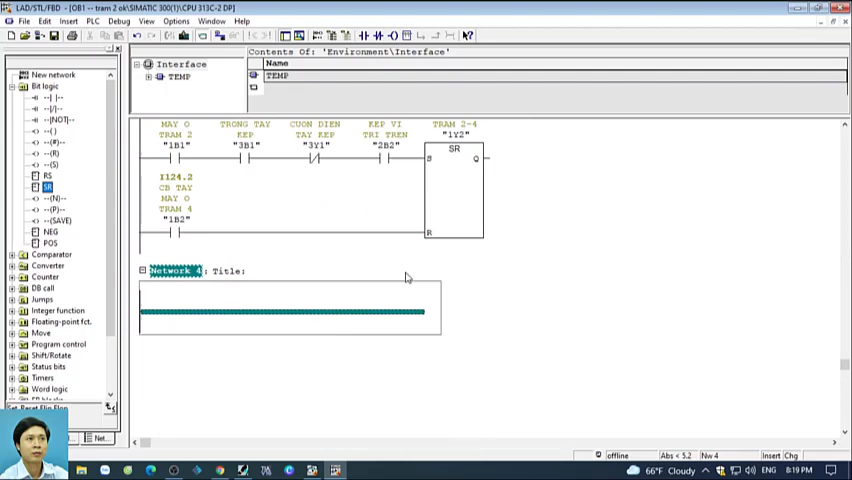 LAD/STL/FBD - [OB1 -- tram 2 ok\SIMATIC 300(1)\CPU 313C-2 DP]
File Edit Insert PLC Debug View Options Window Help
Contents Of: 'Environment\Interface'
Interface
TEMP
Name
TEMP
New network
Bit logic
--| |--
--|/|--
--|NOT|--
--( )
--(#)--
--(R)
--(S)
RS
SR
--(N)--
--(P)--
--(SAVE)
NEG
POS
Comparator
Converter
Counter
DB call
Jumps
Integer function
Floating-point fct.
Move
Shift/Rotate
Status bits
Timers
Word logic
Net...
MAY O TRONG TAY CUON DIEN KEP VI TRAM 2-4
TRAM 2 KEP TAY KEP TRI TREN "1Y2"
"1B1" "3B1" "3Y1" "2B2" SR
S Q
I124.2
CB TAY
MAY O
TRAM 4
"1B2"
R
Network 4 : Title:
offline Abs < 5.2 Nw 4 Insert Chg
66°F Cloudy ENG 8:19 PM